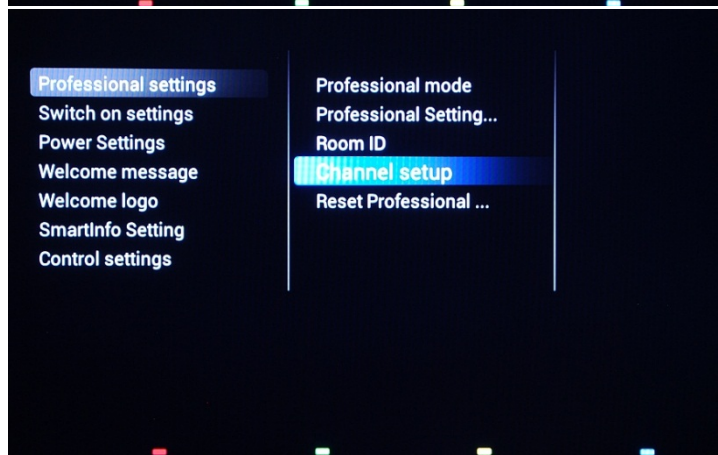 Professional settings
Switch on settings
Power Settings
Welcome message
Welcome logo
SmartInfo Setting
Control settings
Professional mode
Professional Setting...
Room ID
Channel setup
Reset Professional ...